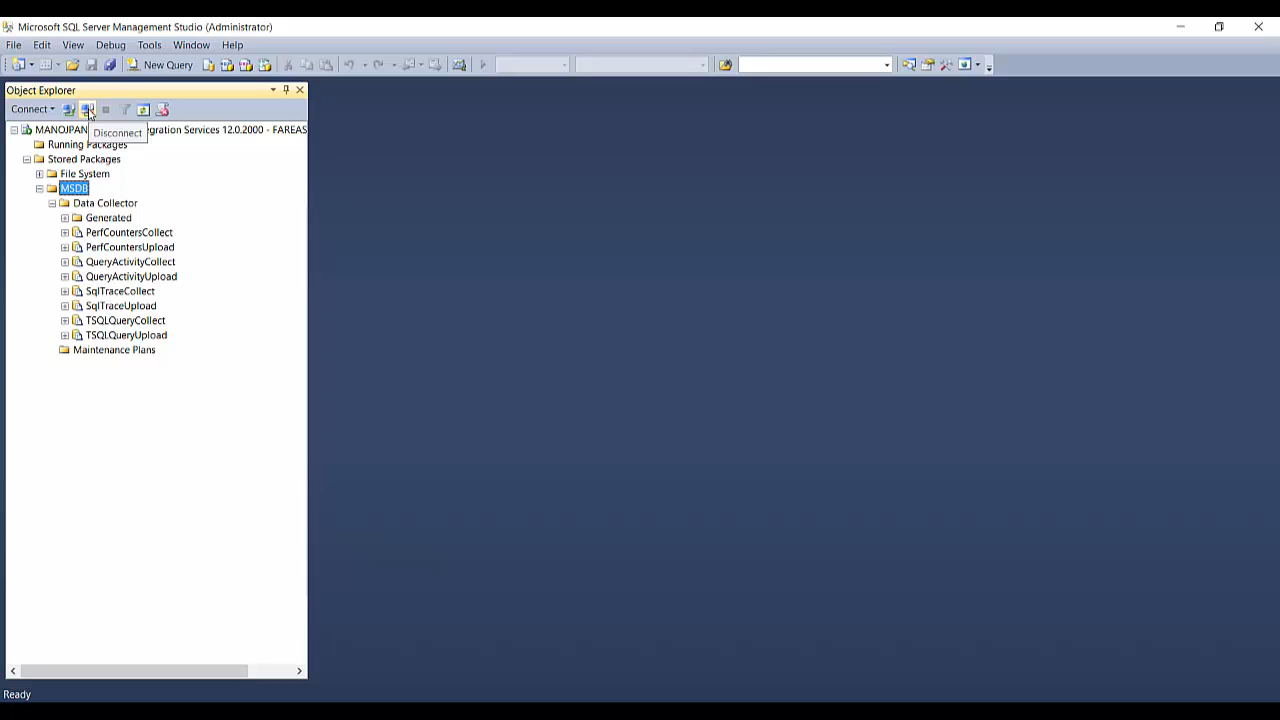 Microsoft SQL Server Management Studio (Administrator)
File Edit View Debug Tools Window Help
New Query
Object Explorer
Connect
Disconnect
MANOJPAN egration Services 12.0.2000 - FAREAS
Running Packages
Stored Packages
File System
MSDB
Data Collector
Generated
PerfCountersCollect
PerfCountersUpload
QueryActivityCollect
QueryActivityUpload
SqlTraceCollect
SqlTraceUpload
TSQLQueryCollect
TSQLQueryUpload
Maintenance Plans
Ready